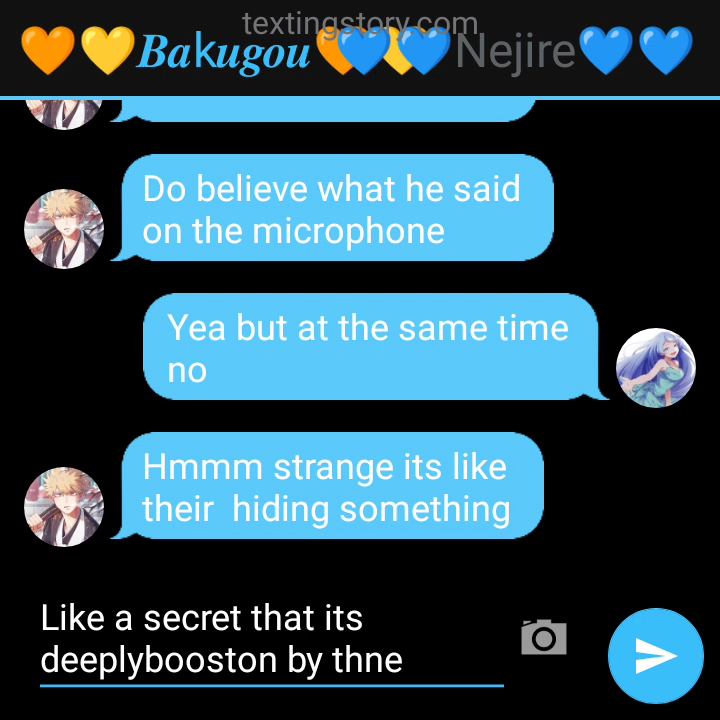 textingstory.com
🧡💛Bakugou🧡💛 Nejire💙💙
💙💙
Do believe what he said
on the microphone
Yea but at the same time
no
Hmmm strange its like
their  hiding something
Like a secret that its
deeplybooston by thne